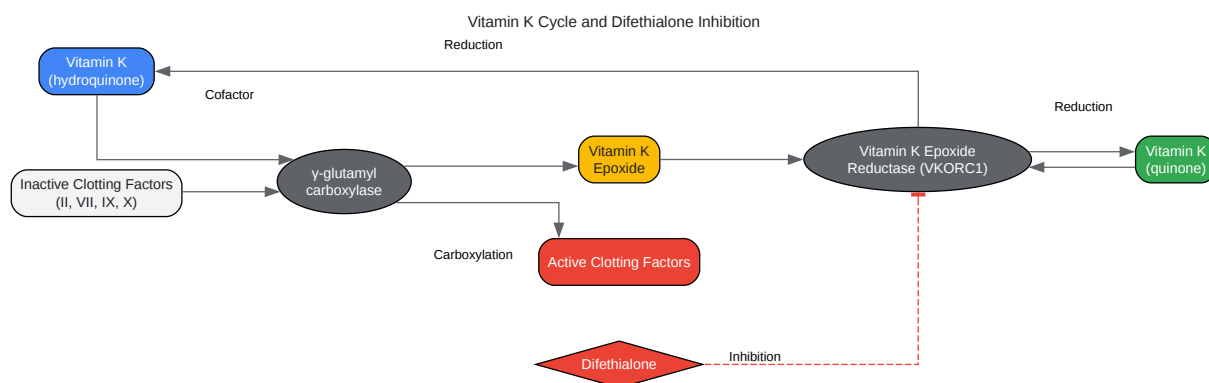 Vitamin K Cycle and Difethialone Inhibition
Reduction
Vitamin K
(hydroquinone)
Cofactor
Reduction
Inactive Clotting Factors
(II, VII, IX, X)
γ-glutamyl
carboxylase
Vitamin K
Epoxide
Vitamin K Epoxide
Reductase (VKORC1)
Vitamin K
(quinone)
Carboxylation
Active Clotting Factors
Difethialone
Inhibition